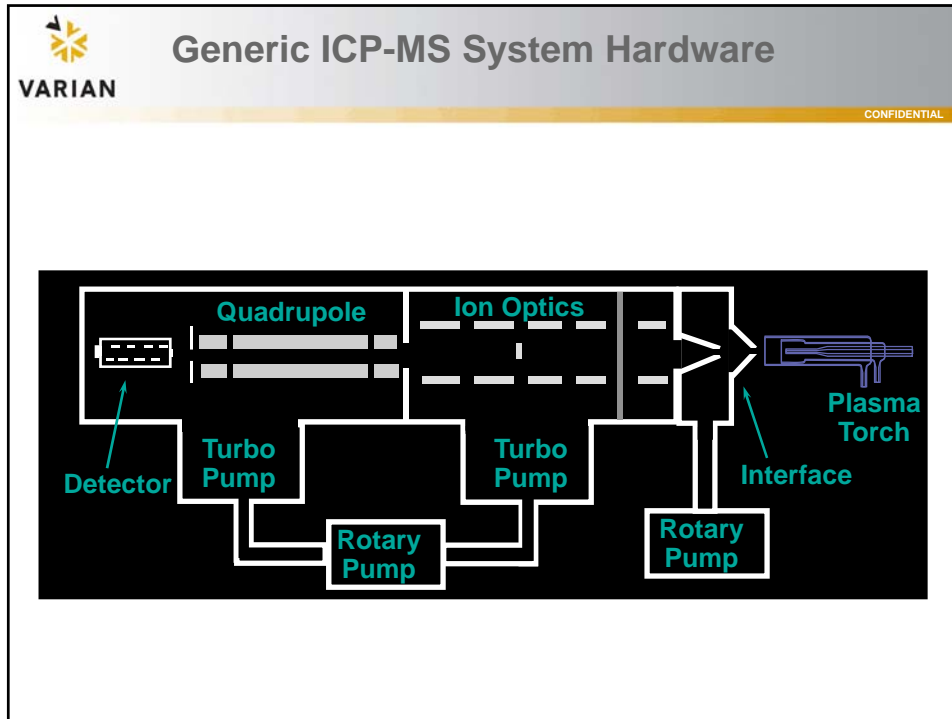 Generic ICP-MS System Hardware
VARIAN
CONFIDENTIAL
Quadrupole
Ion Optics
Plasma
Torch
Turbo
Pump
Turbo
Pump
Interface
Detector
Rotary
Pump
Rotary
Pump